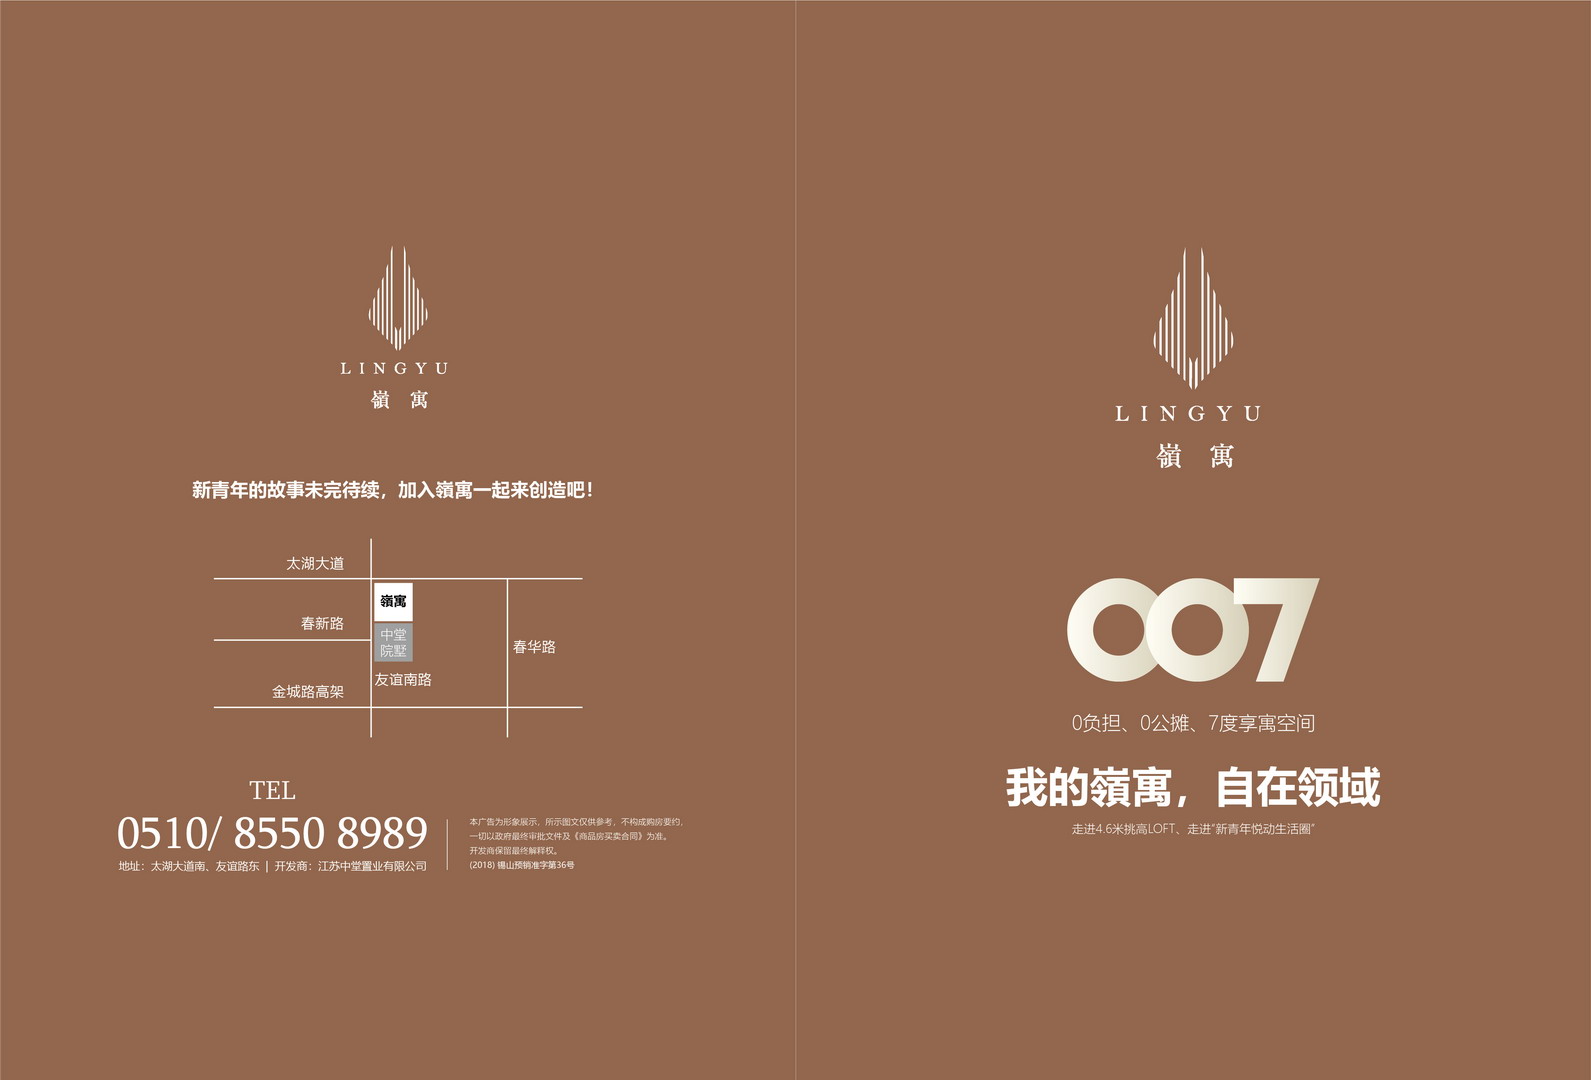 LINGYU
嶺寓
新青年的故事未完待续，加入嶺寓一起来创造吧！
太湖大道
嶺寓
春新路
中堂
院墅
春华路
友谊南路
金城路高架
TEL
0510/ 8550 8989
地址：太湖大道南、友谊路东 | 开发商：江苏中堂置业有限公司
本广告为形象展示，所示图文仅供参考，不构成购房要约，
一切以政府最终审批文件及《商品房买卖合同》为准。
开发商保留最终解释权。
(2018) 锡山预销准字第36号
LINGYU
嶺寓
007
0负担、0公摊、7度享寓空间
我的嶺寓，自在领域
走进4.6米挑高LOFT、走进“新青年悦动生活圈”